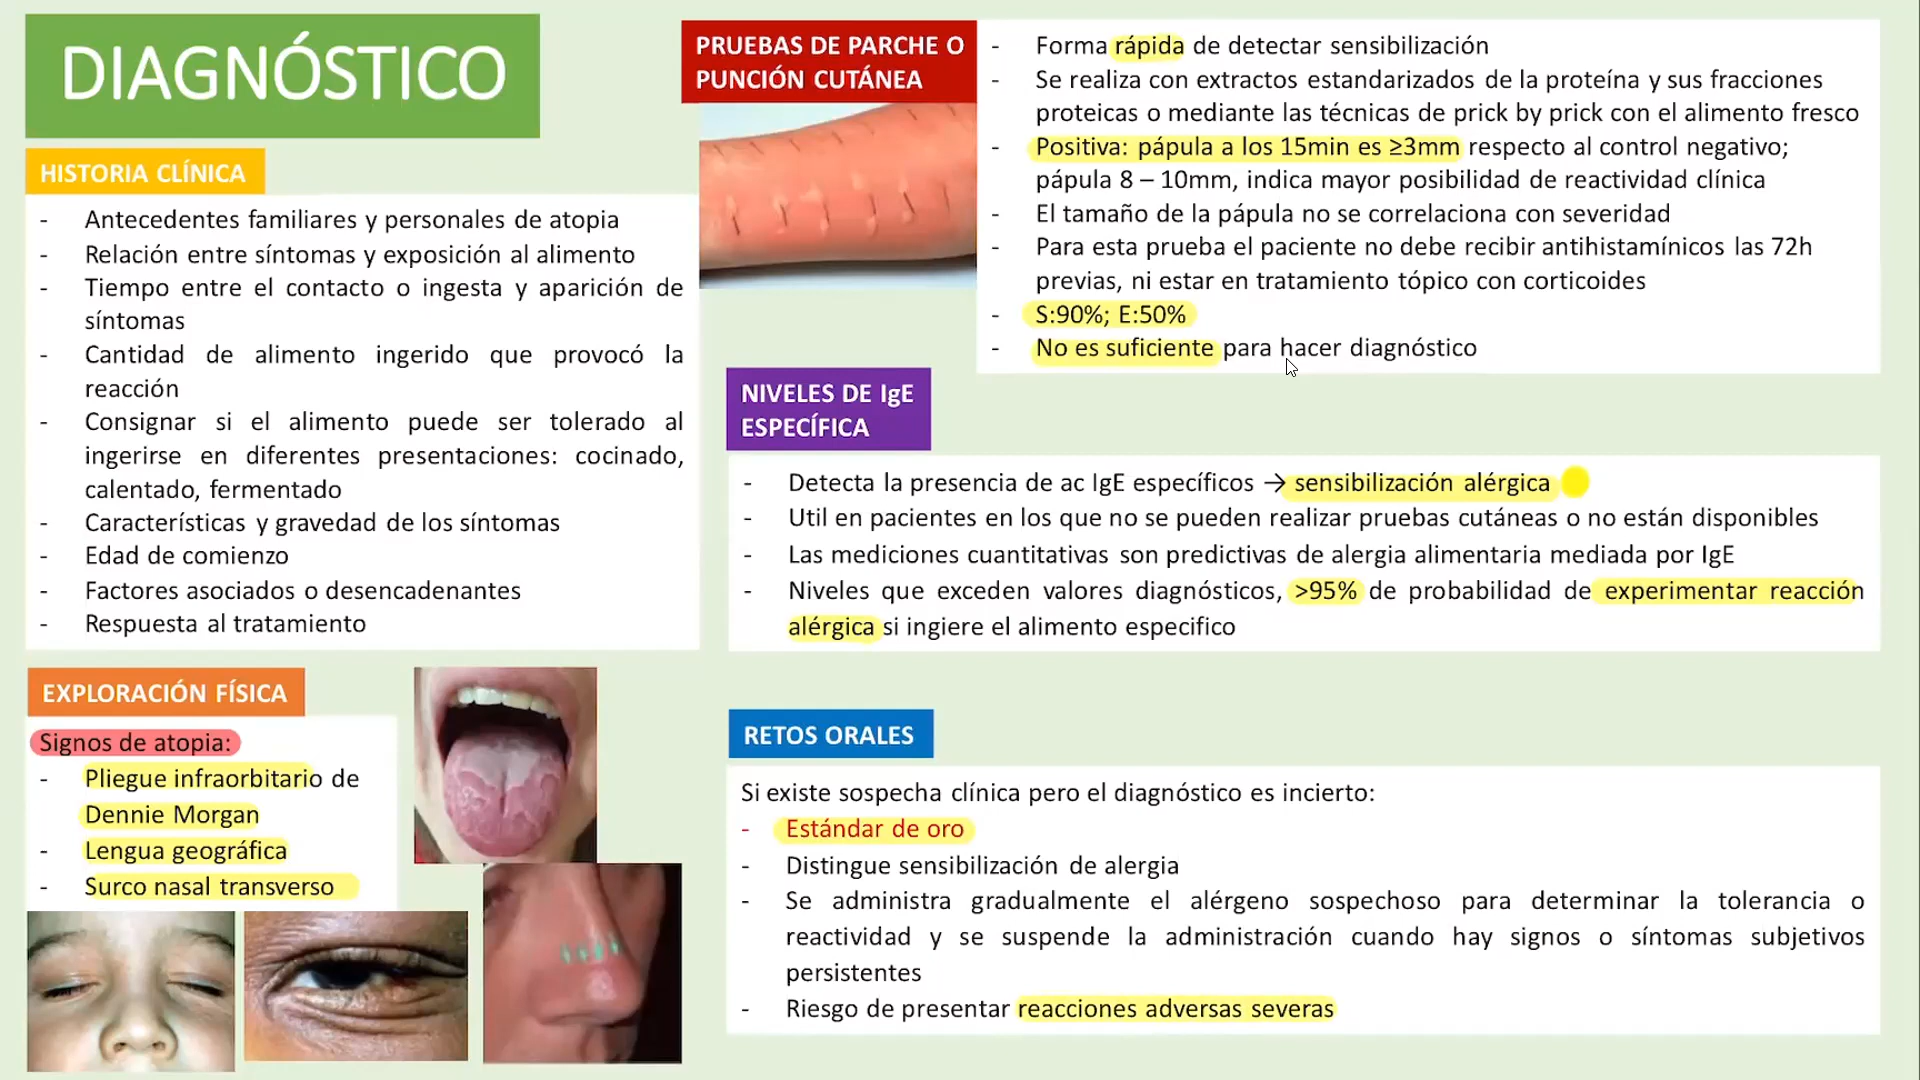 DIAGNÓSTICO
HISTORIA CLÍNICA
- Antecedentes familiares y personales de atopia
- Relación entre síntomas y exposición al alimento
- Tiempo entre el contacto o ingesta y aparición de
síntomas
- Cantidad de alimento ingerido que provocó la
reacción
- Consignar si el alimento puede ser tolerado al
ingerirse en diferentes presentaciones: cocinado,
calentado, fermentado
- Características y gravedad de los síntomas
- Edad de comienzo
- Factores asociados o desencadenantes
- Respuesta al tratamiento
EXPLORACIÓN FÍSICA
Signos de atopia:
- Pliegue infraorbitario de
Dennie Morgan
- Lengua geográfica
- Surco nasal transverso
PRUEBAS DE PARCHE O
PUNCIÓN CUTÁNEA
- Forma rápida de detectar sensibilización
- Se realiza con extractos estandarizados de la proteína y sus fracciones
proteicas o mediante las técnicas de prick by prick con el alimento fresco
- Positiva: pápula a los 15min es ≥3mm respecto al control negativo;
pápula 8 – 10mm, indica mayor posibilidad de reactividad clínica
- El tamaño de la pápula no se correlaciona con severidad
- Para esta prueba el paciente no debe recibir antihistamínicos las 72h
previas, ni estar en tratamiento tópico con corticoides
- S:90%; E:50%
- No es suficiente para hacer diagnóstico
NIVELES DE IgE
ESPECÍFICA
- Detecta la presencia de ac IgE específicos → sensibilización alérgica
- Util en pacientes en los que no se pueden realizar pruebas cutáneas o no están disponibles
- Las mediciones cuantitativas son predictivas de alergia alimentaria mediada por IgE
- Niveles que exceden valores diagnósticos, >95% de probabilidad de experimentar reacción
alérgica si ingiere el alimento especifico
RETOS ORALES
Si existe sospecha clínica pero el diagnóstico es incierto:
- Estándar de oro
- Distingue sensibilización de alergia
- Se administra gradualmente el alérgeno sospechoso para determinar la tolerancia o
reactividad y se suspende la administración cuando hay signos o síntomas subjetivos
persistentes
- Riesgo de presentar reacciones adversas severas